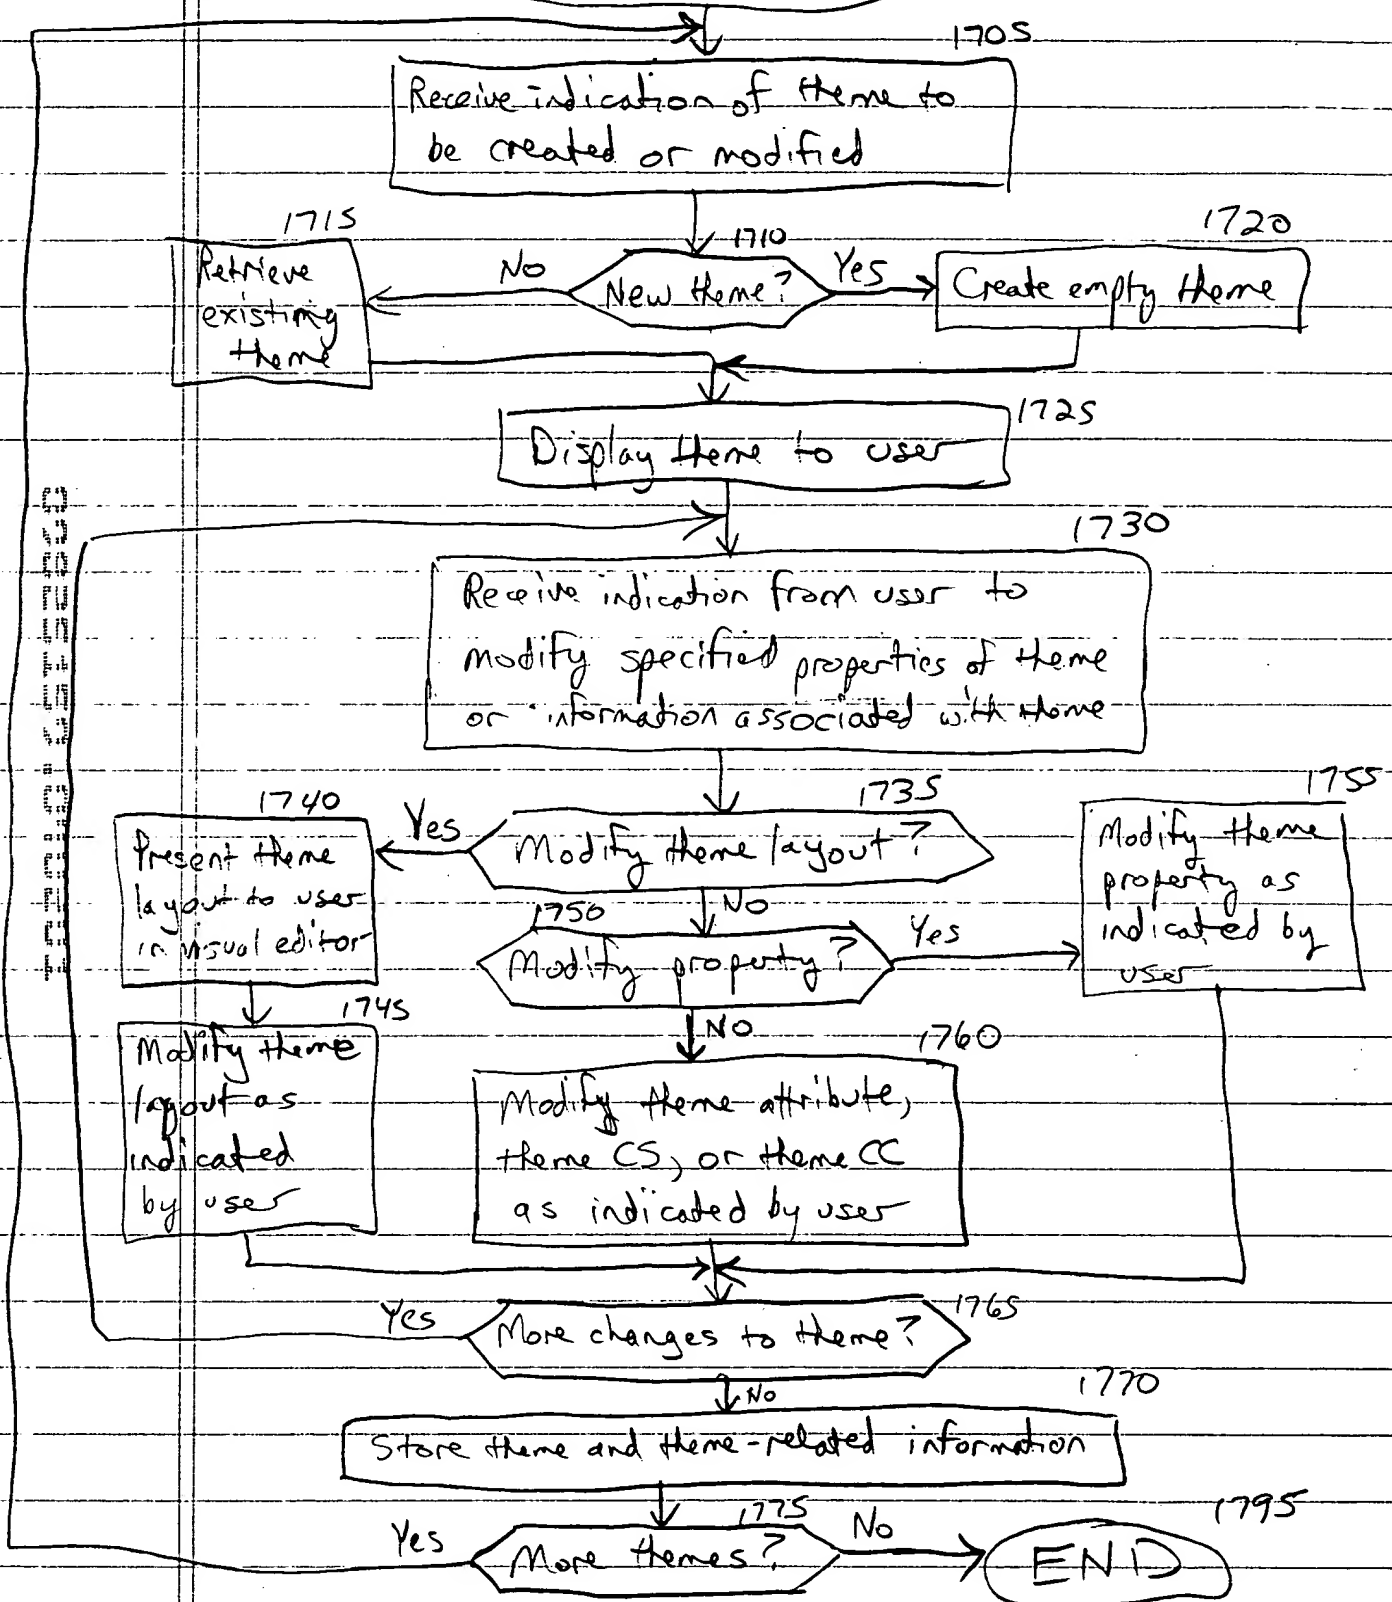 1705
Receive indication of theme to
be created or modified
1715
1710
1720
Retrieve
existing
theme
No
New theme?
Yes
Create empty theme
1725
Display theme to user
1730
Receive indication from user to
modify specified properties of theme
or information associated with theme
1740
Yes
1735
1755
Present theme
layout to user
in visual editor
Modify theme layout?
No
Modify theme
property as
indicated by
user
1750
Modify property?
Yes
No
1745
Modify theme
layout as
indicated
by user
1760
Modify theme attribute,
theme CS, or theme CC
as indicated by user
1765
Yes
More changes to theme?
No
1770
Store theme and theme-related information
1775
Yes
More themes?
No
1795
END